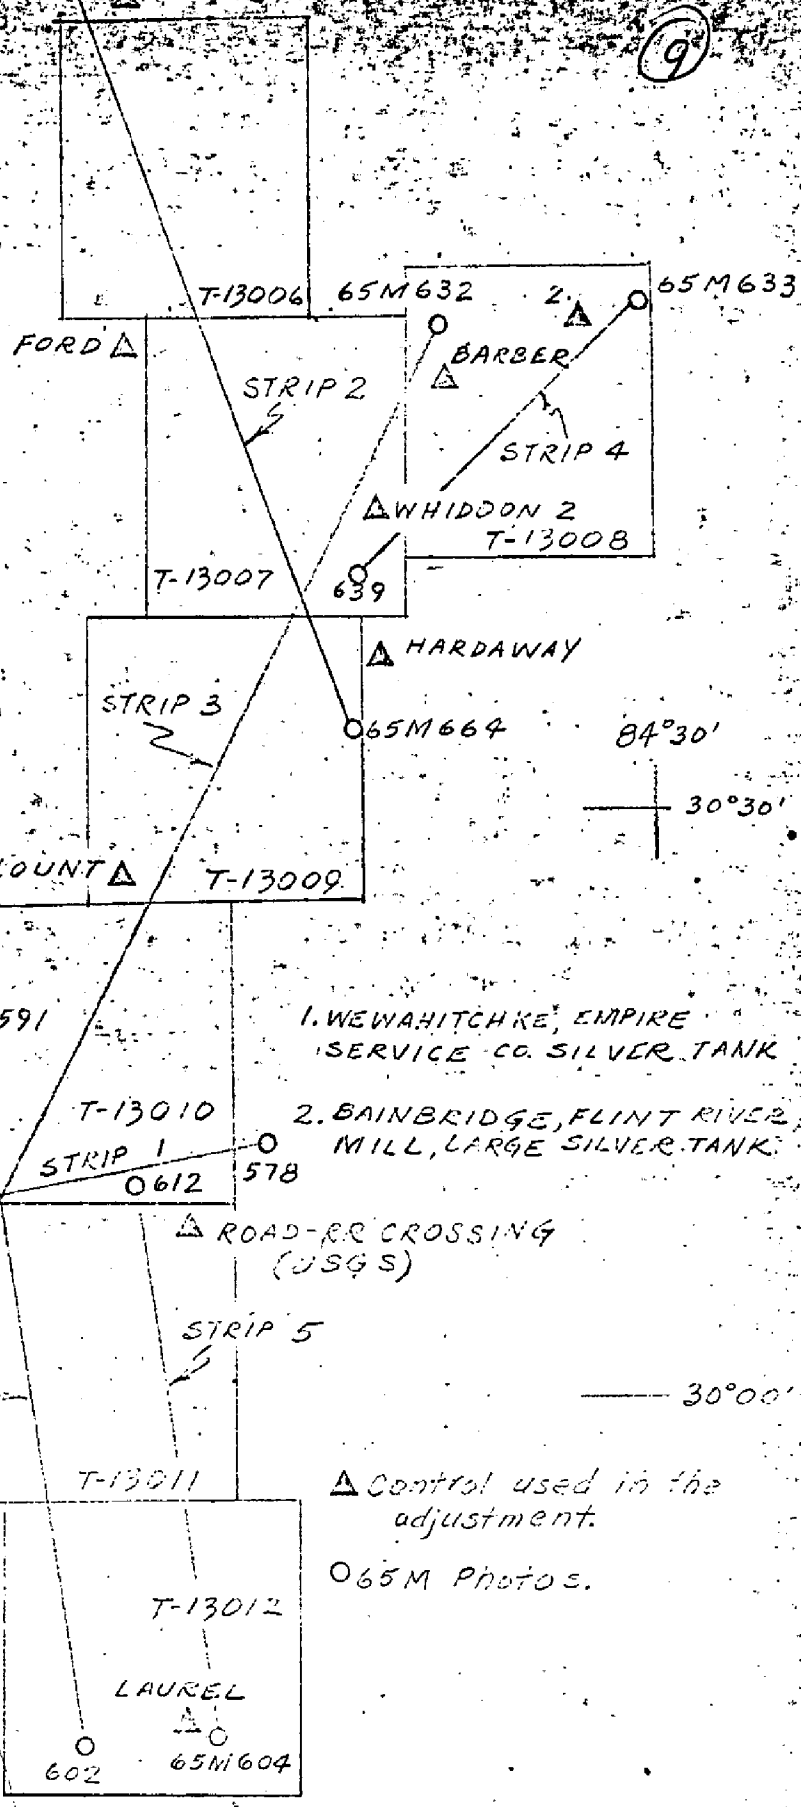 9
T-13006
65M632
2.
65M633
FORD
BARBER
STRIP 2
STRIP 4
WHIDDON 2
T-13008
T-13007
639
HARDAWAY
STRIP 3
65M664
84°30'
30°30'
OUNT
T-13009
591
1. WEWAHITCHKE, EMPIRE
SERVICE CO. SILVER TANK
T-13010
2. BAINBRIDGE, FLINT RIVER
MILL, LARGE SILVER TANK
STRIP 1
612
578
ROAD-RR CROSSING
(USGS)
STRIP 5
30°00'
T-13011
Control used in the
adjustment.
65M Photos.
T-13012
LAUREL
602
65M604